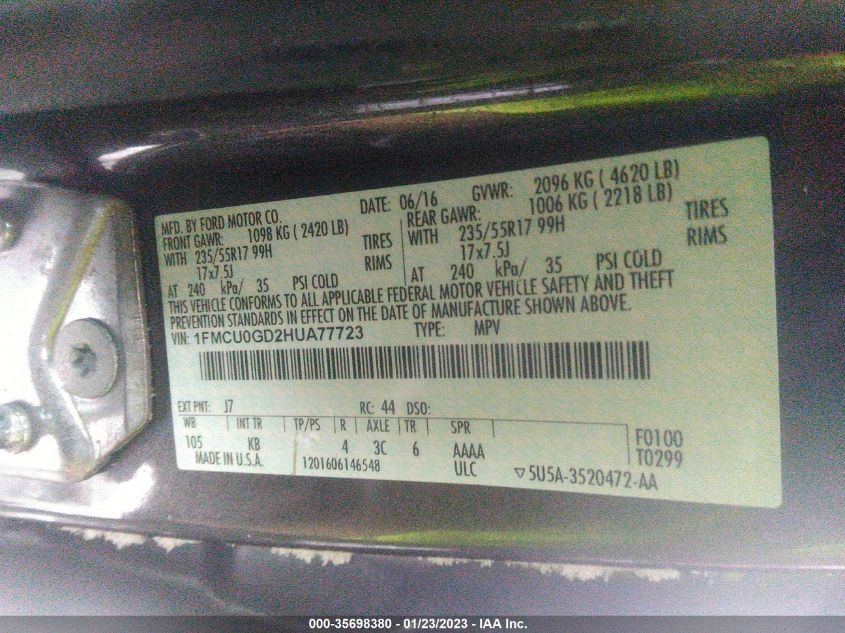 MFD. BY FORD MOTOR CO. DATE: 06/16 GVWR: 2096 KG ( 4620 LB)
FRONT GAWR: 1098 KG ( 2420 LB) REAR GAWR: 1006 KG ( 2218 LB)
WITH 235/55R17 99H TIRES WITH 235/55R17 99H TIRES
17x7.5J RIMS 17x7.5J RIMS
AT 240 kPa/ 35 PSI COLD AT 240 kPa/ 35 PSI COLD
THIS VEHICLE CONFORMS TO ALL APPLICABLE FEDERAL MOTOR VEHICLE SAFETY AND THEFT
PREVENTION STANDARDS IN EFFECT ON THE DATE OF MANUFACTURE SHOWN ABOVE.
VIN: 1FMCU0GD2HUA77723 TYPE: MPV
EXT PNT: J7 RC: 44 DSO:
WB INT TR TP/PS R AXLE TR SPR
105 KB 4 3C 6 AAAA F0100
MADE IN U.S.A. 1201606146548 ULC T0299
▽5U5A-3520472-AA
000-35698380 - 01/23/2023 - IAA Inc.